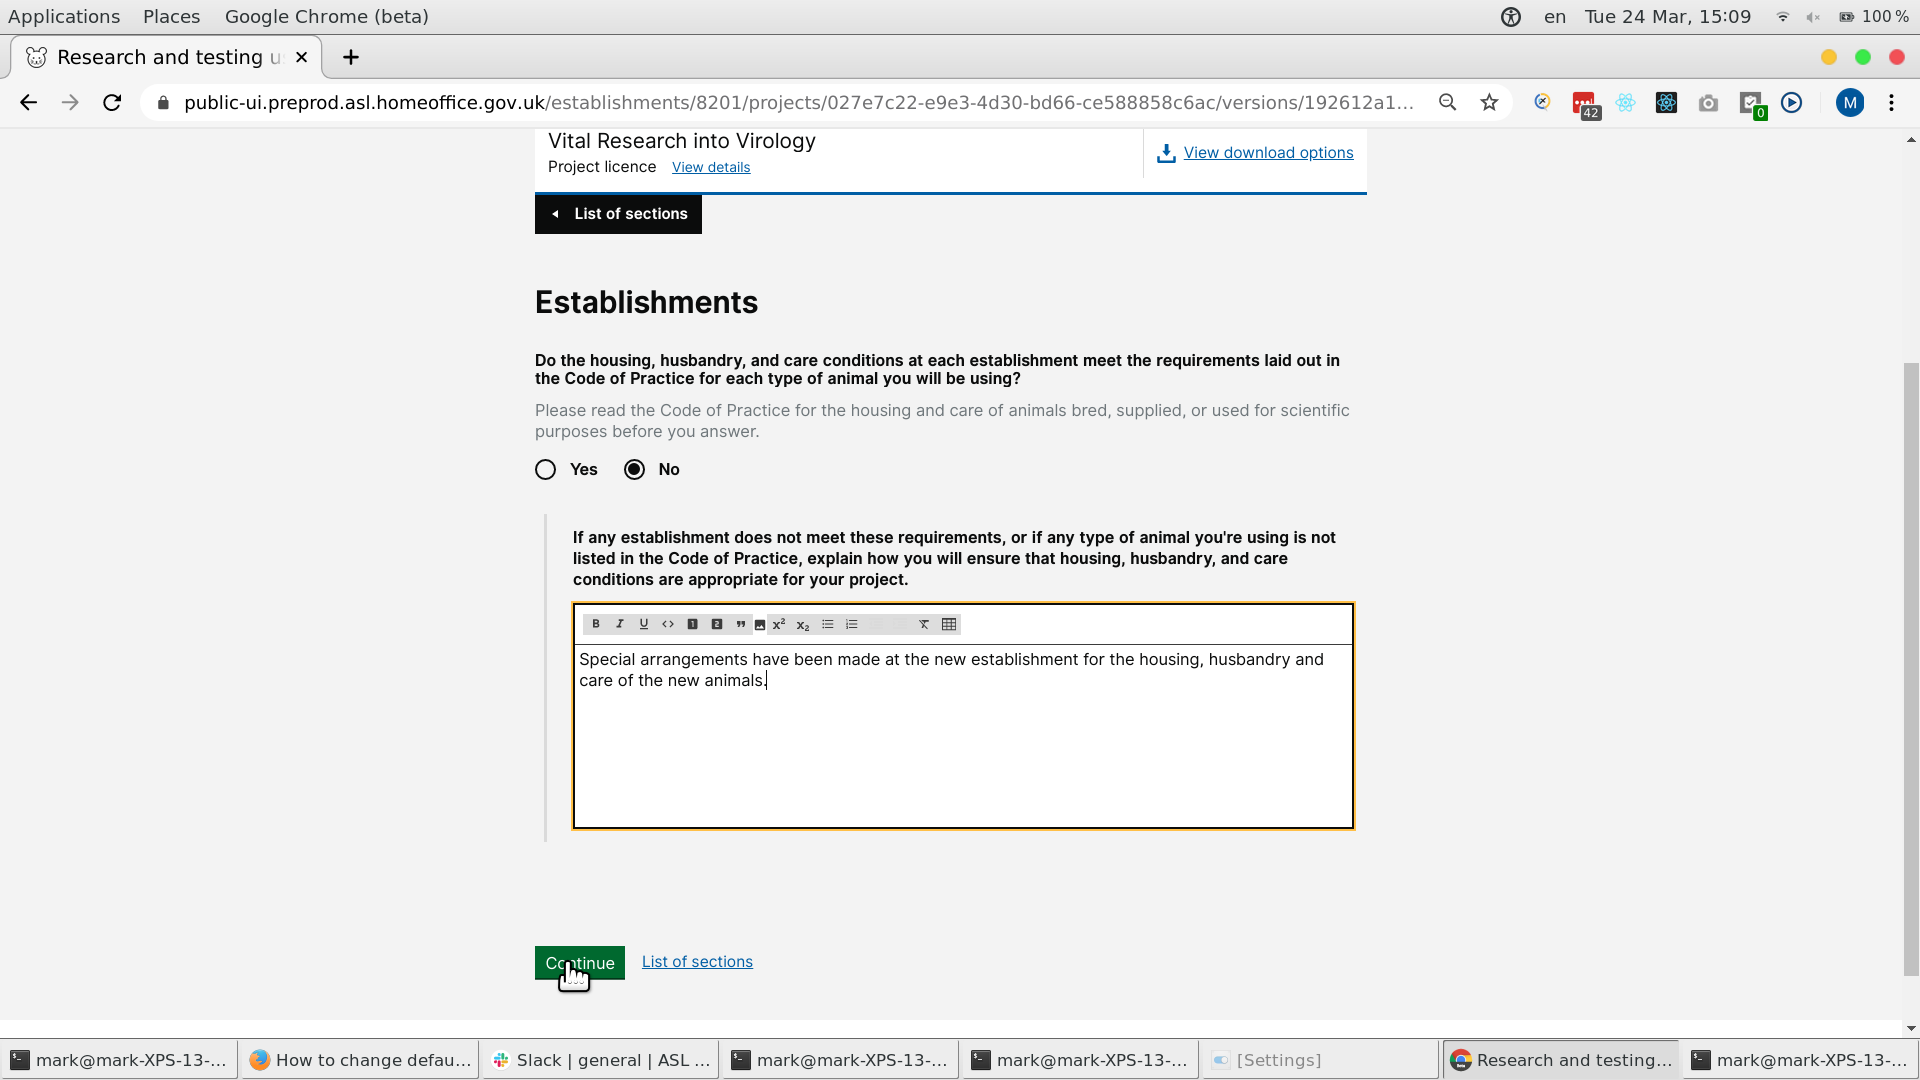 Applications Places Google Chrome (beta) en Tue 24 Mar, 15:09 100 %
Research and testing u
public-ui.preprod.asl.homeoffice.gov.uk/establishments/8201/projects/027e7c22-e9e3-4d30-bd66-ce588858c6ac/versions/192612a1... 42 0 M
Vital Research into Virology
Project licence View details
View download options
List of sections
Establishments
Do the housing, husbandry, and care conditions at each establishment meet the requirements laid out in
the Code of Practice for each type of animal you will be using?
Please read the Code of Practice for the housing and care of animals bred, supplied, or used for scientific
purposes before you answer.
Yes No
If any establishment does not meet these requirements, or if any type of animal you're using is not
listed in the Code of Practice, explain how you will ensure that housing, husbandry, and care
conditions are appropriate for your project.
B I U <> 1 2 " x² x₂
Special arrangements have been made at the new establishment for the housing, husbandry and
care of the new animals.
Continue List of sections
mark@mark-XPS-13-... How to change defau... Slack | general | ASL ... mark@mark-XPS-13-... mark@mark-XPS-13-... [Settings] Research and testing... mark@mark-XPS-13-...